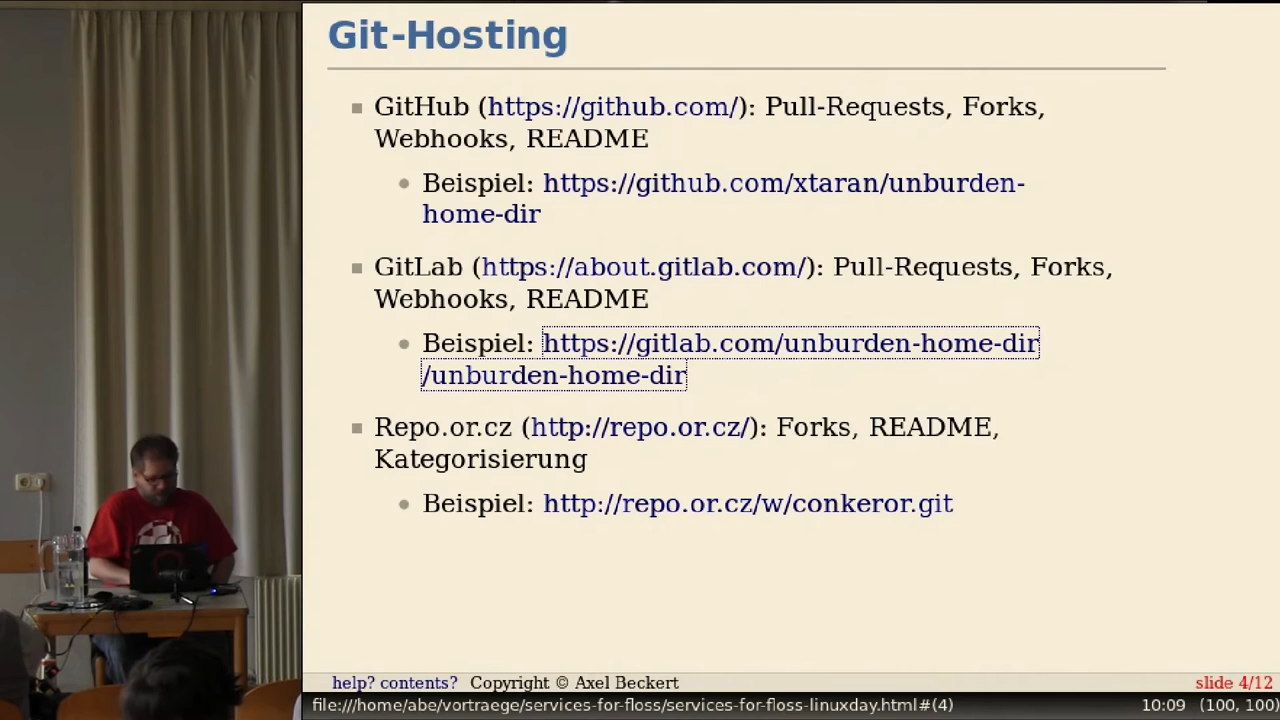 Git-Hosting
GitHub (https://github.com/): Pull-Requests, Forks,
Webhooks, README
Beispiel: https://github.com/xtaran/unburden-
home-dir
GitLab (https://about.gitlab.com/): Pull-Requests, Forks,
Webhooks, README
Beispiel: https://gitlab.com/unburden-home-dir
/unburden-home-dir
Repo.or.cz (http://repo.or.cz/): Forks, README,
Kategorisierung
Beispiel: http://repo.or.cz/w/conkeror.git
help? contents? Copyright © Axel Beckert slide 4/12
file:///home/abe/vortraege/services-for-floss/services-for-floss-linuxday.html#(4) 10:09 (100, 100)